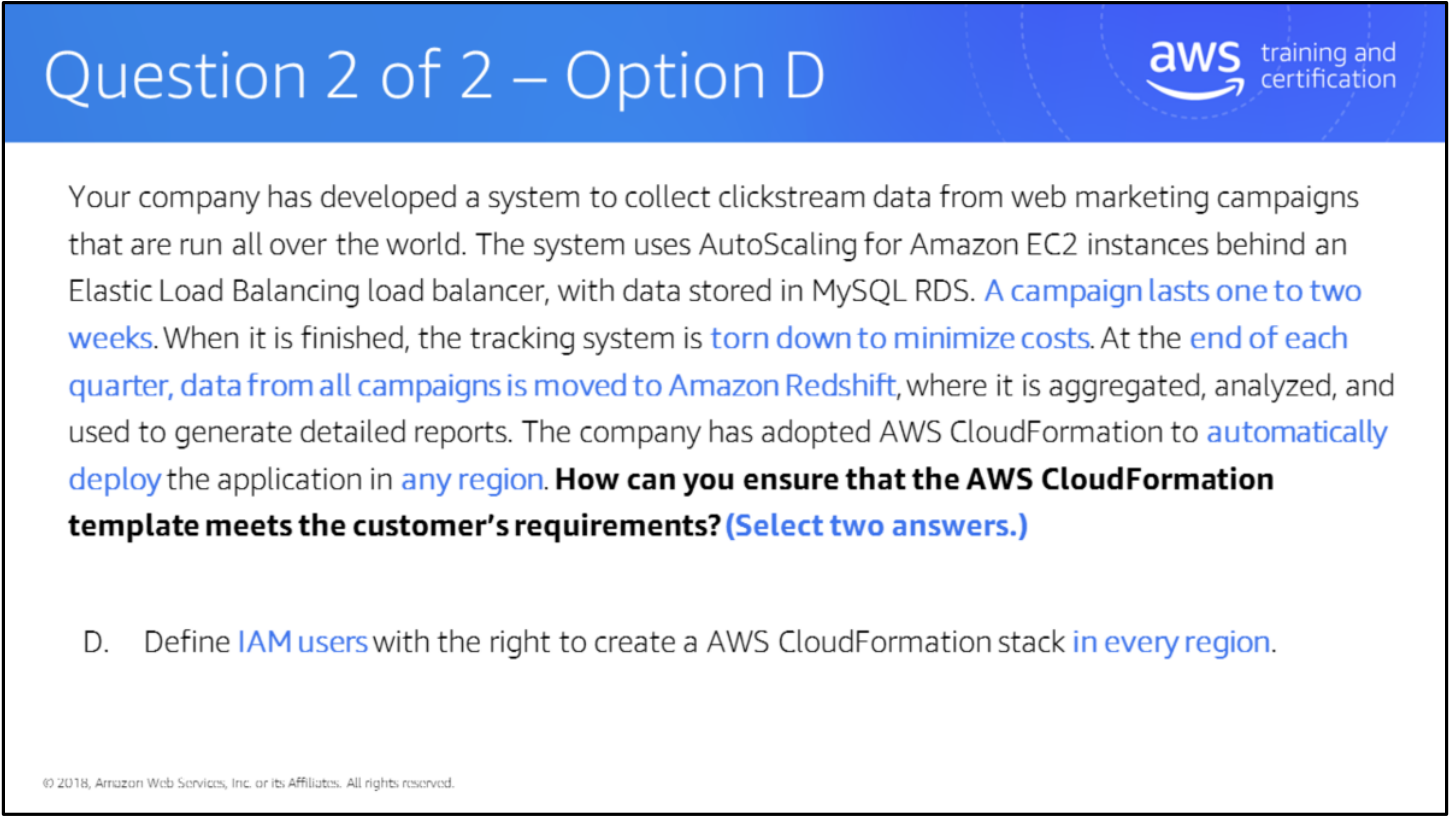 Question 2 of 2 – Option D
aws training and
certification
Your company has developed a system to collect clickstream data from web marketing campaigns
that are run all over the world. The system uses AutoScaling for Amazon EC2 instances behind an
Elastic Load Balancing load balancer, with data stored in MySQL RDS. A campaign lasts one to two
weeks. When it is finished, the tracking system is torn down to minimize costs. At the end of each
quarter, data from all campaigns is moved to Amazon Redshift, where it is aggregated, analyzed, and
used to generate detailed reports. The company has adopted AWS CloudFormation to automatically
deploy the application in any region. How can you ensure that the AWS CloudFormation
template meets the customer's requirements? (Select two answers.)
D. Define IAM users with the right to create a AWS CloudFormation stack in every region.
© 2018, Amazon Web Services, Inc. or its Affiliates. All rights reserved.